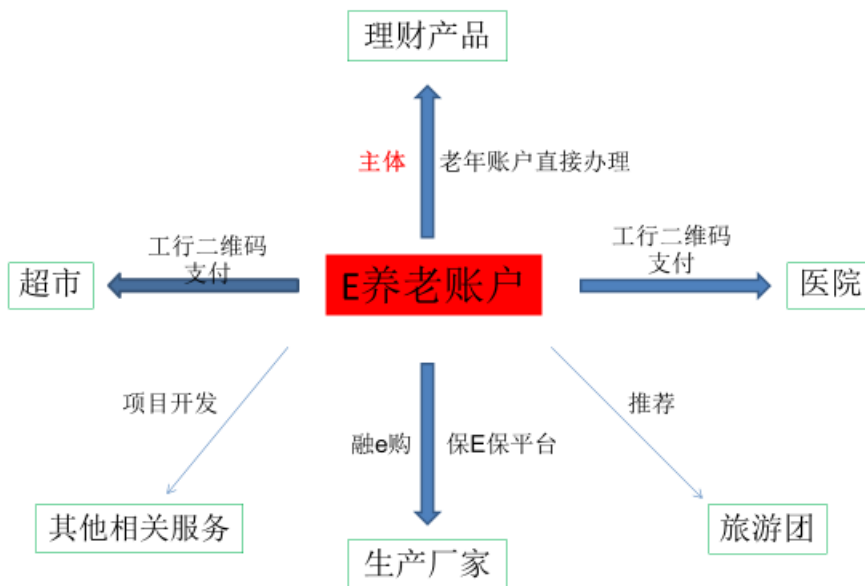 理财产品
主体 老年账户直接办理
工行二维码
支付
工行二维码
支付
超市
E养老账户
医院
项目开发
推荐
融e购 保E保平台
其他相关服务
旅游团
生产厂家